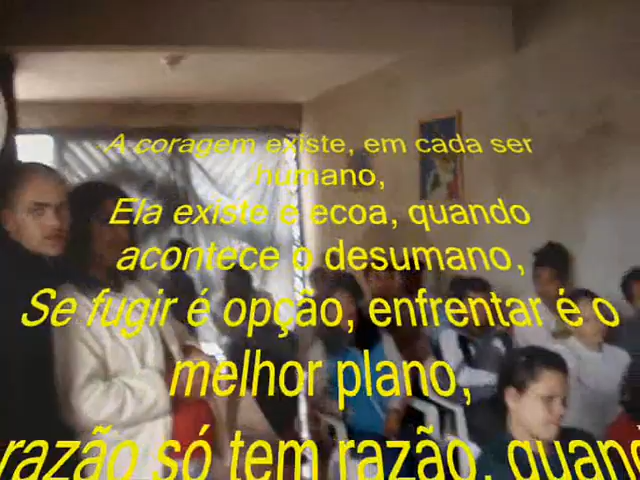 A coragem existe, em cada ser
humano,
Ela existe e ecoa, quando
acontece o desumano,
Se fugir é opção, enfrentar é o
melhor plano,
razão só tem razão, quand